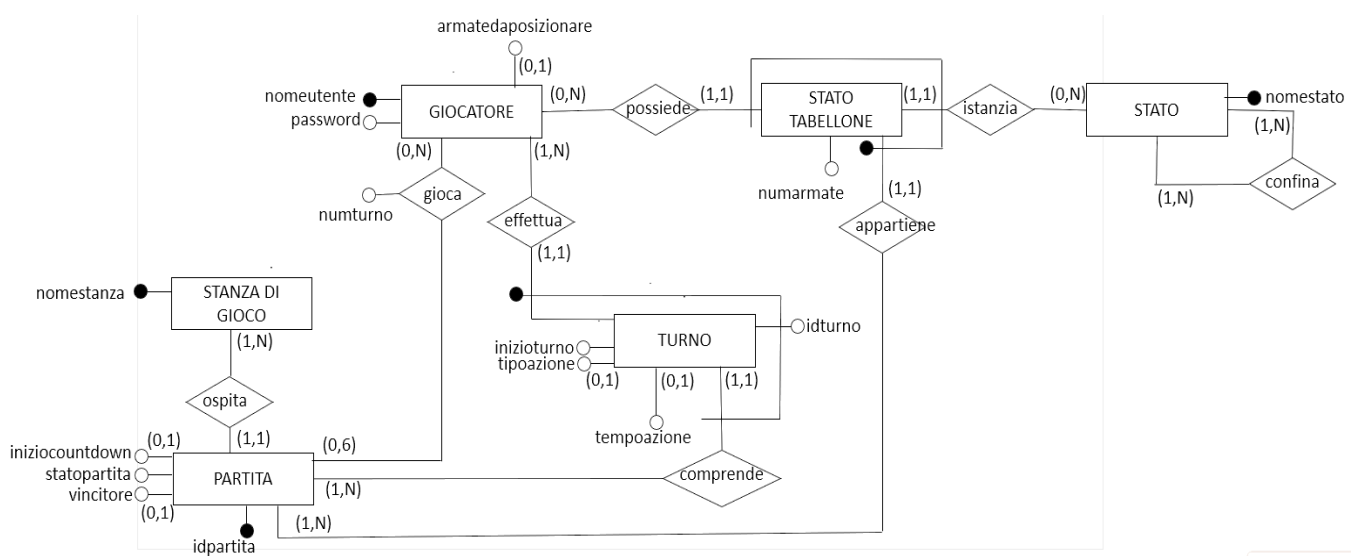 armatedaposizionare
(0,1)
nomeutente
password
GIOCATORE
(0,N)
possiede
(1,1)
STATO
TABELLONE
(1,1)
istanzia
(0,N)
STATO
nomestato
(1,N)
(0,N)
(1,N)
numarmate
(1,1)
(1,N)
confina
gioca
numturno
effettua
appartiene
(1,1)
nomestanza
STANZA DI
GIOCO
(1,N)
TURNO
idturno
inizioturno
tipoazione
(0,1)
(0,1)
(1,1)
tempoazione
ospita
(0,1)
(1,1)
(0,6)
iniziocountdown
statopartita
vincitore
(0,1)
PARTITA
(1,N)
comprende
(1,N)
idpartita